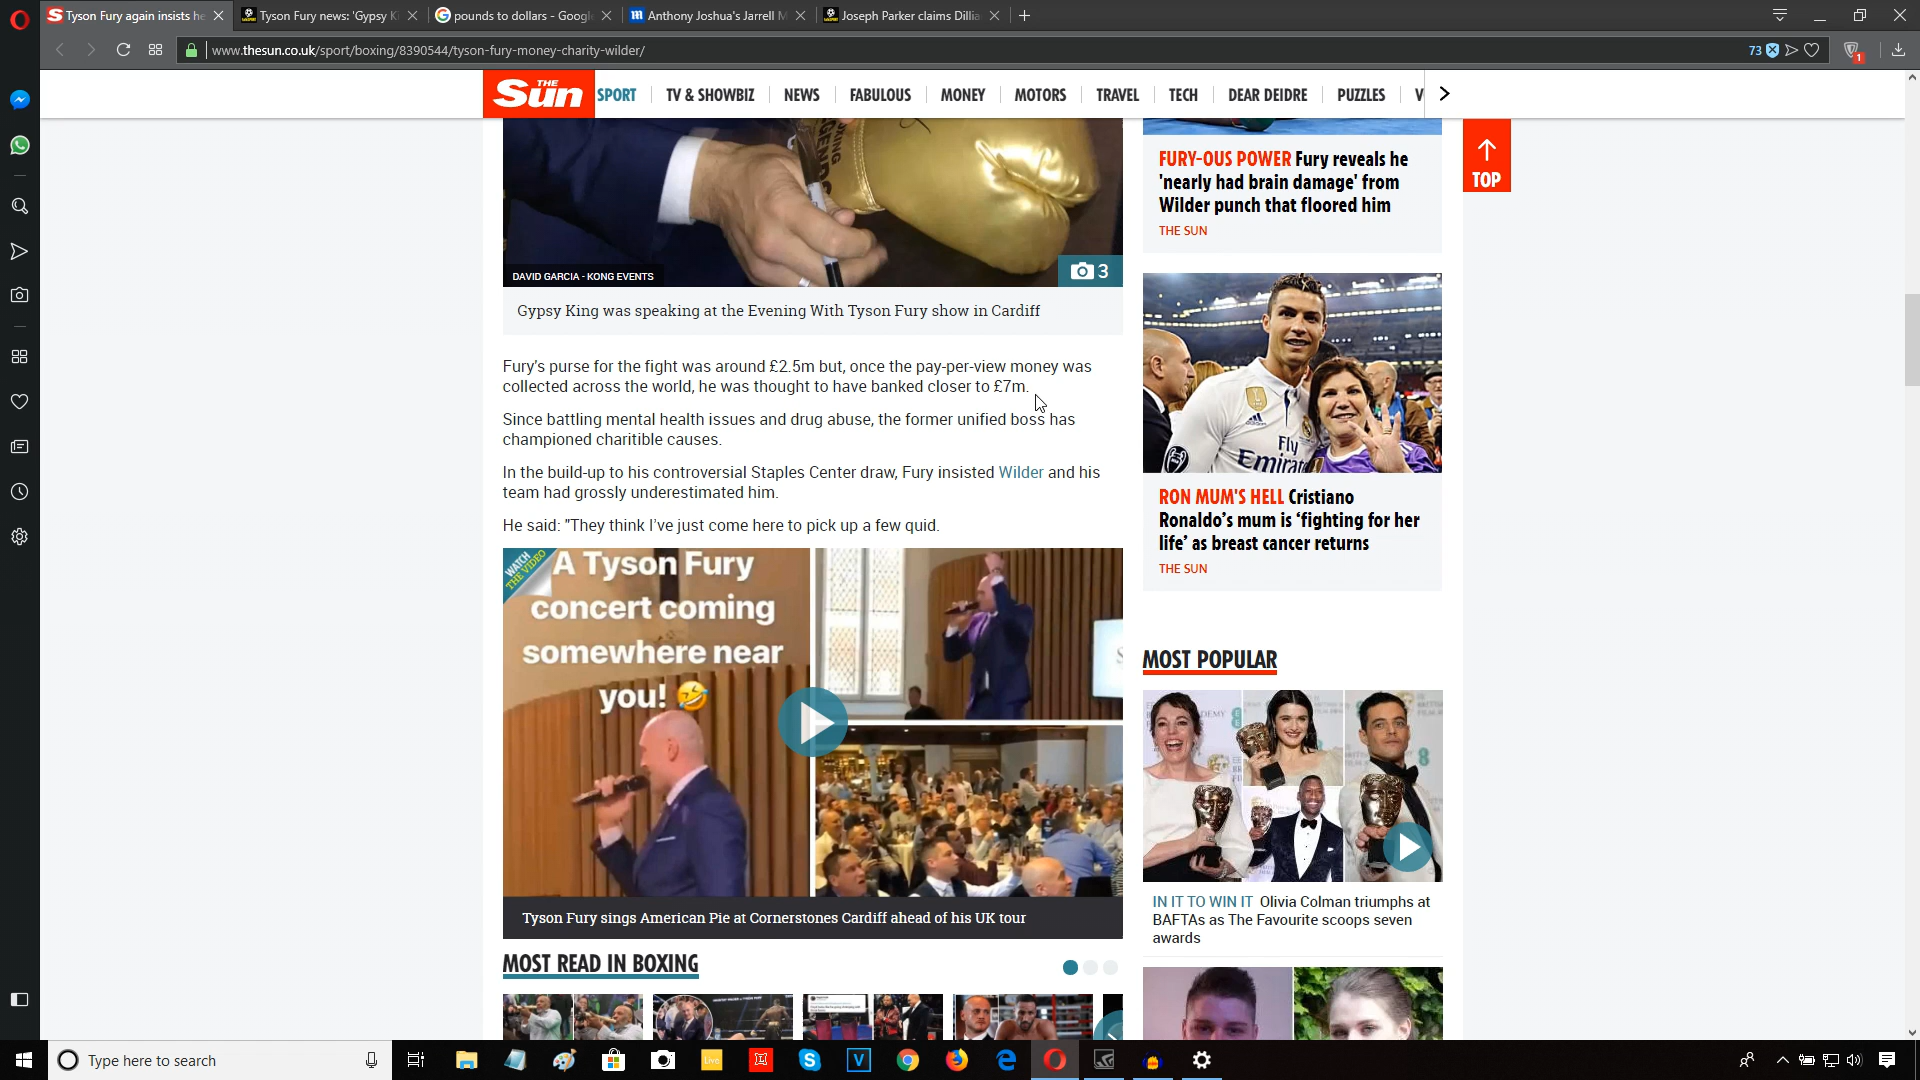 Tyson Fury again insists he
Tyson Fury news: 'Gypsy Ki
pounds to dollars - Google
Anthony Joshua's Jarrell M
Joseph Parker claims Dillia
www.thesun.co.uk/sport/boxing/8390544/tyson-fury-money-charity-wilder/
73
1
THE Sun
SPORT
TV & SHOWBIZ
NEWS
FABULOUS
MONEY
MOTORS
TRAVEL
TECH
DEAR DEIDRE
PUZZLES
V
TOP
DAVID GARCIA - KONG EVENTS
3
Gypsy King was speaking at the Evening With Tyson Fury show in Cardiff
Fury's purse for the fight was around £2.5m but, once the pay-per-view money was
collected across the world, he was thought to have banked closer to £7m.
Since battling mental health issues and drug abuse, the former unified boss has
championed charitible causes.
In the build-up to his controversial Staples Center draw, Fury insisted Wilder and his
team had grossly underestimated him.
He said: "They think I've just come here to pick up a few quid.
WATCH
THE VIDEO
A Tyson Fury
concert coming
somewhere near
you! 🤣
Tyson Fury sings American Pie at Cornerstones Cardiff ahead of his UK tour
MOST READ IN BOXING
FURY-OUS POWER Fury reveals he
'nearly had brain damage' from
Wilder punch that floored him
THE SUN
Fly
Emirates
RON MUM'S HELL Cristiano
Ronaldo's mum is 'fighting for her
life' as breast cancer returns
THE SUN
MOST POPULAR
IN IT TO WIN IT Olivia Colman triumphs at
BAFTAs as The Favourite scoops seven
awards
Type here to search